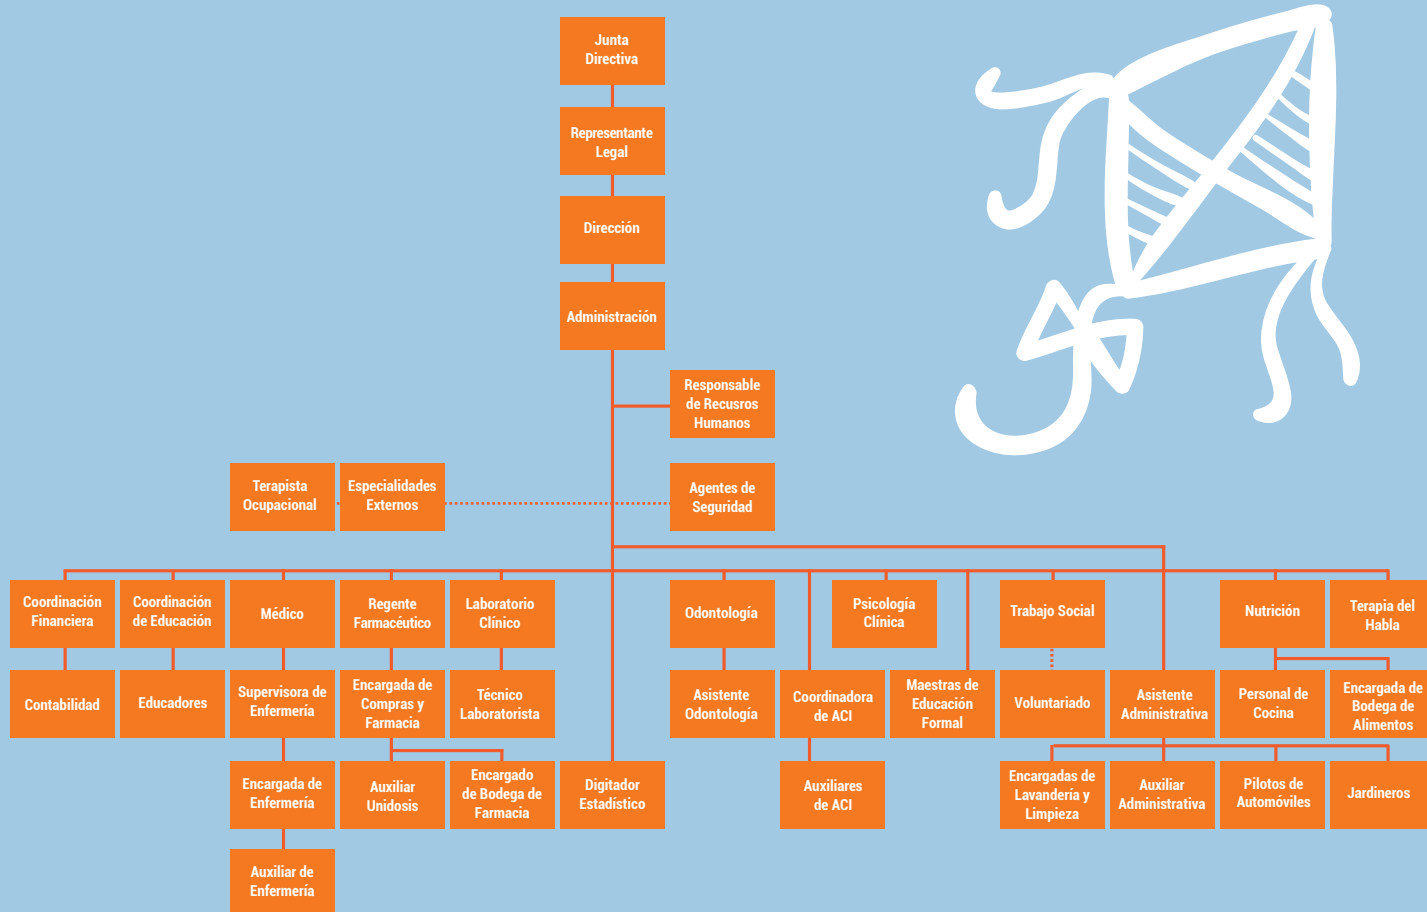 Junta
Directiva
Representante
Legal
Dirección
Administración
Responsable
de Recusros
Humanos
Terapista
Ocupacional
Especialidades
Externos
Agentes de
Seguridad
Coordinación
Financiera
Coordinación
de Educación
Médico
Regente
Farmacéutico
Laboratorio
Clínico
Odontología
Psicología
Clínica
Trabajo Social
Nutrición
Terapia del
Habla
Contabilidad
Educadores
Supervisora de
Enfermería
Encargada de
Compras y
Farmacia
Técnico
Laboratorista
Asistente
Odontología
Coordinadora
de ACI
Maestras de
Educación
Formal
Voluntariado
Asistente
Administrativa
Personal de
Cocina
Encargada de
Bodega de
Alimentos
Encargada de
Enfermería
Auxiliar
Unidosis
Encargado
de Bodega de
Farmacia
Digitador
Estadístico
Auxiliares
de ACI
Encargadas de
Lavandería y
Limpieza
Auxiliar
Administrativa
Pilotos de
Automóviles
Jardineros
Auxiliar de
Enfermería